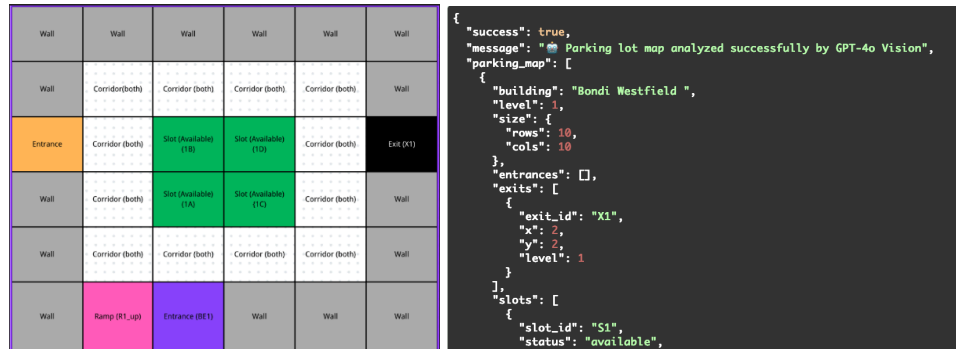 Wall Wall Wall Wall Wall Wall
Wall Corridor(both) Corridor (both) Corridor (both) Corridor (both) Wall
Entrance Corridor (both) Slot (Available) (1B) Slot (Available) (1D) Corridor (both) Exit (X1)
Wall Corridor (both) Slot (Available) (1A) Slot (Available) (1C) Corridor (both) Wall
Wall Corridor (both) Corridor (both) Corridor (both) Corridor (both) Wall
Wall Ramp (R1_up) Entrance (BE1) Wall Wall Wall
{
"success": true,
"message": "🤖 Parking lot map analyzed successfully by GPT-4o Vision",
"parking_map": [
{
"building": "Bondi Westfield ",
"level": 1,
"size": {
"rows": 10,
"cols": 10
},
"entrances": [],
"exits": [
{
"exit_id": "X1",
"x": 2,
"y": 2,
"level": 1
}
],
"slots": [
{
"slot_id": "S1",
"status": "available",